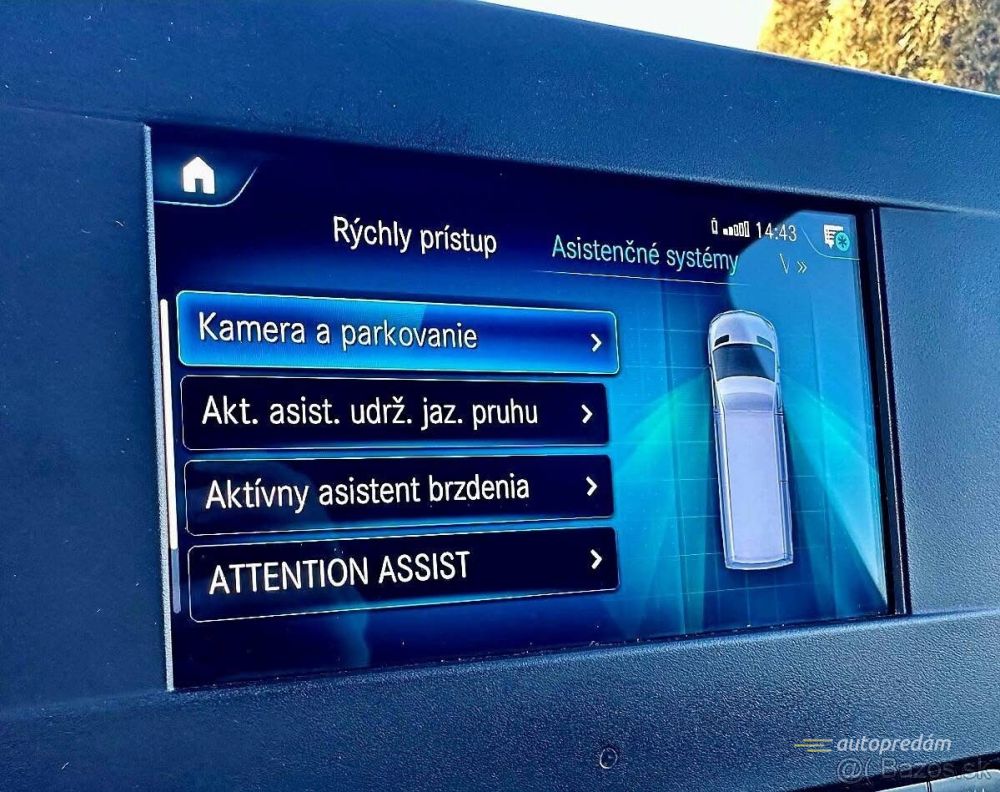 Rýchly prístup
Asistenčné systémy
14:43
Kamera a parkovanie
Akt. asist. udrž. jaz. pruhu
Aktívny asistent brzdenia
ATTENTION ASSIST
autopredám
@( Bazos.sk